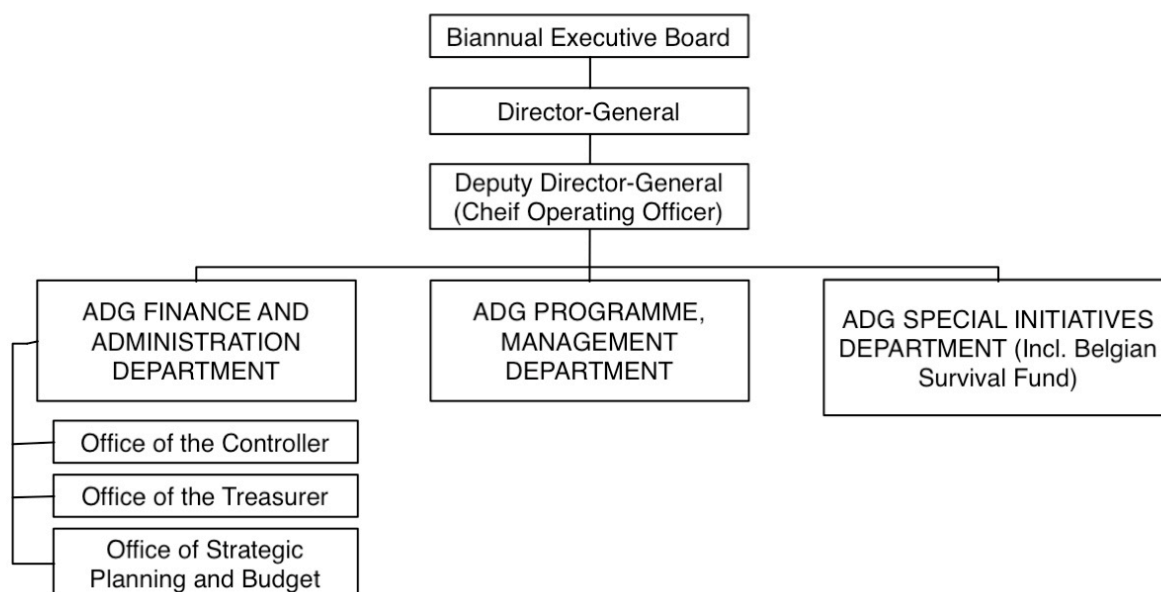 Biannual Executive Board
Director-General
Deputy Director-General
(Cheif Operating Officer)
ADG FINANCE AND
ADMINISTRATION
DEPARTMENT
ADG PROGRAMME,
MANAGEMENT
DEPARTMENT
ADG SPECIAL INITIATIVES
DEPARTMENT (Incl. Belgian
Survival Fund)
Office of the Controller
Office of the Treasurer
Office of Strategic
Planning and Budget